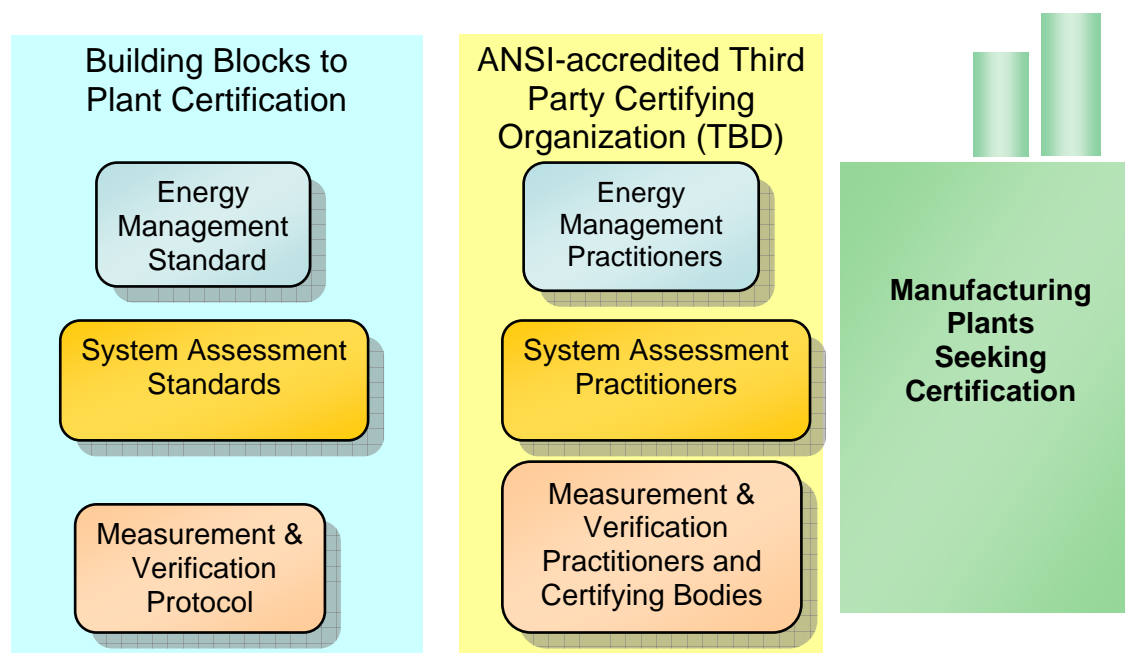 Building Blocks to
Plant Certification
Energy
Management
Standard
System Assessment
Standards
Measurement &
Verification
Protocol
ANSI-accredited Third
Party Certifying
Organization (TBD)
Energy
Management
Practitioners
System Assessment
Practitioners
Measurement &
Verification
Practitioners and
Certifying Bodies
Manufacturing
Plants
Seeking
Certification